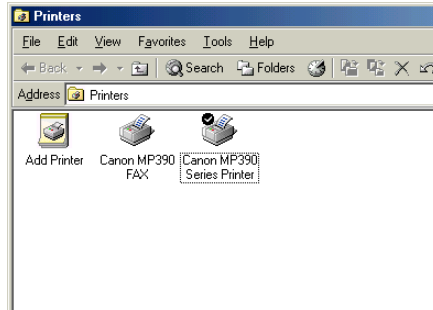 Printers
File Edit View Favorites Tools Help
Back Search Folders
Address Printers
Add Printer Canon MP390 FAX Canon MP390 Series Printer